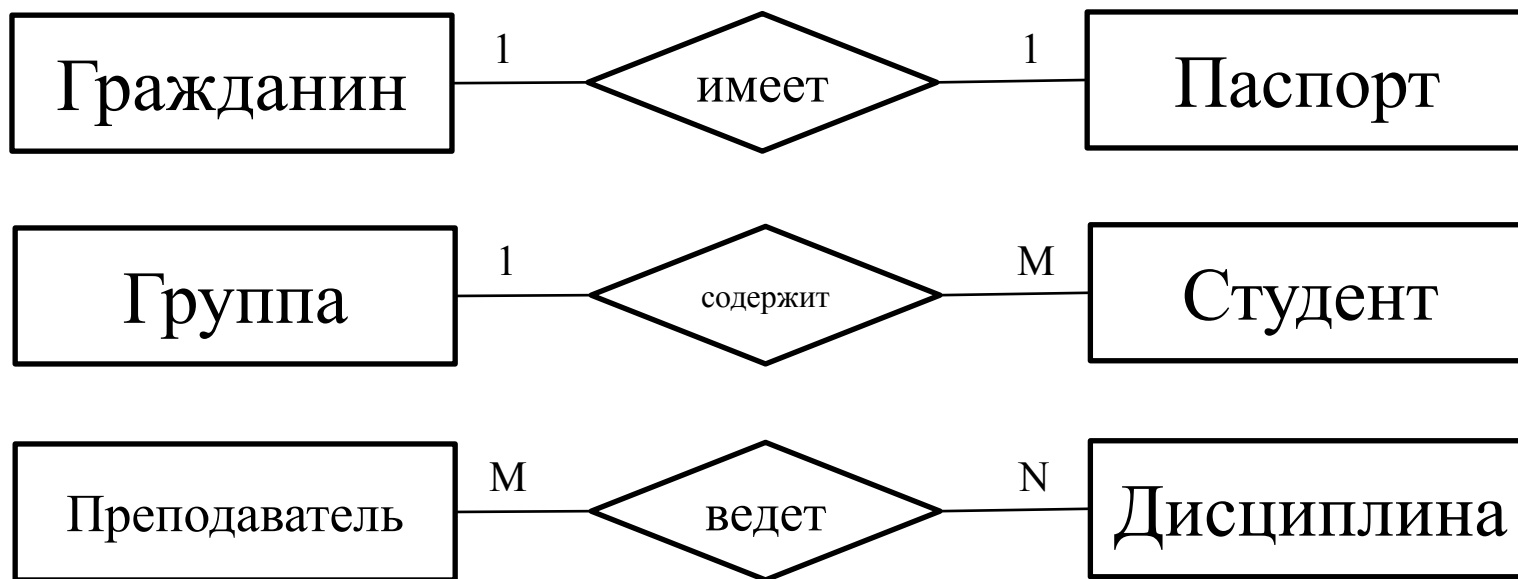 Гражданин 1 имеет 1 Паспорт
Группа 1 содержит М Студент
Преподаватель М ведет N Дисциплина